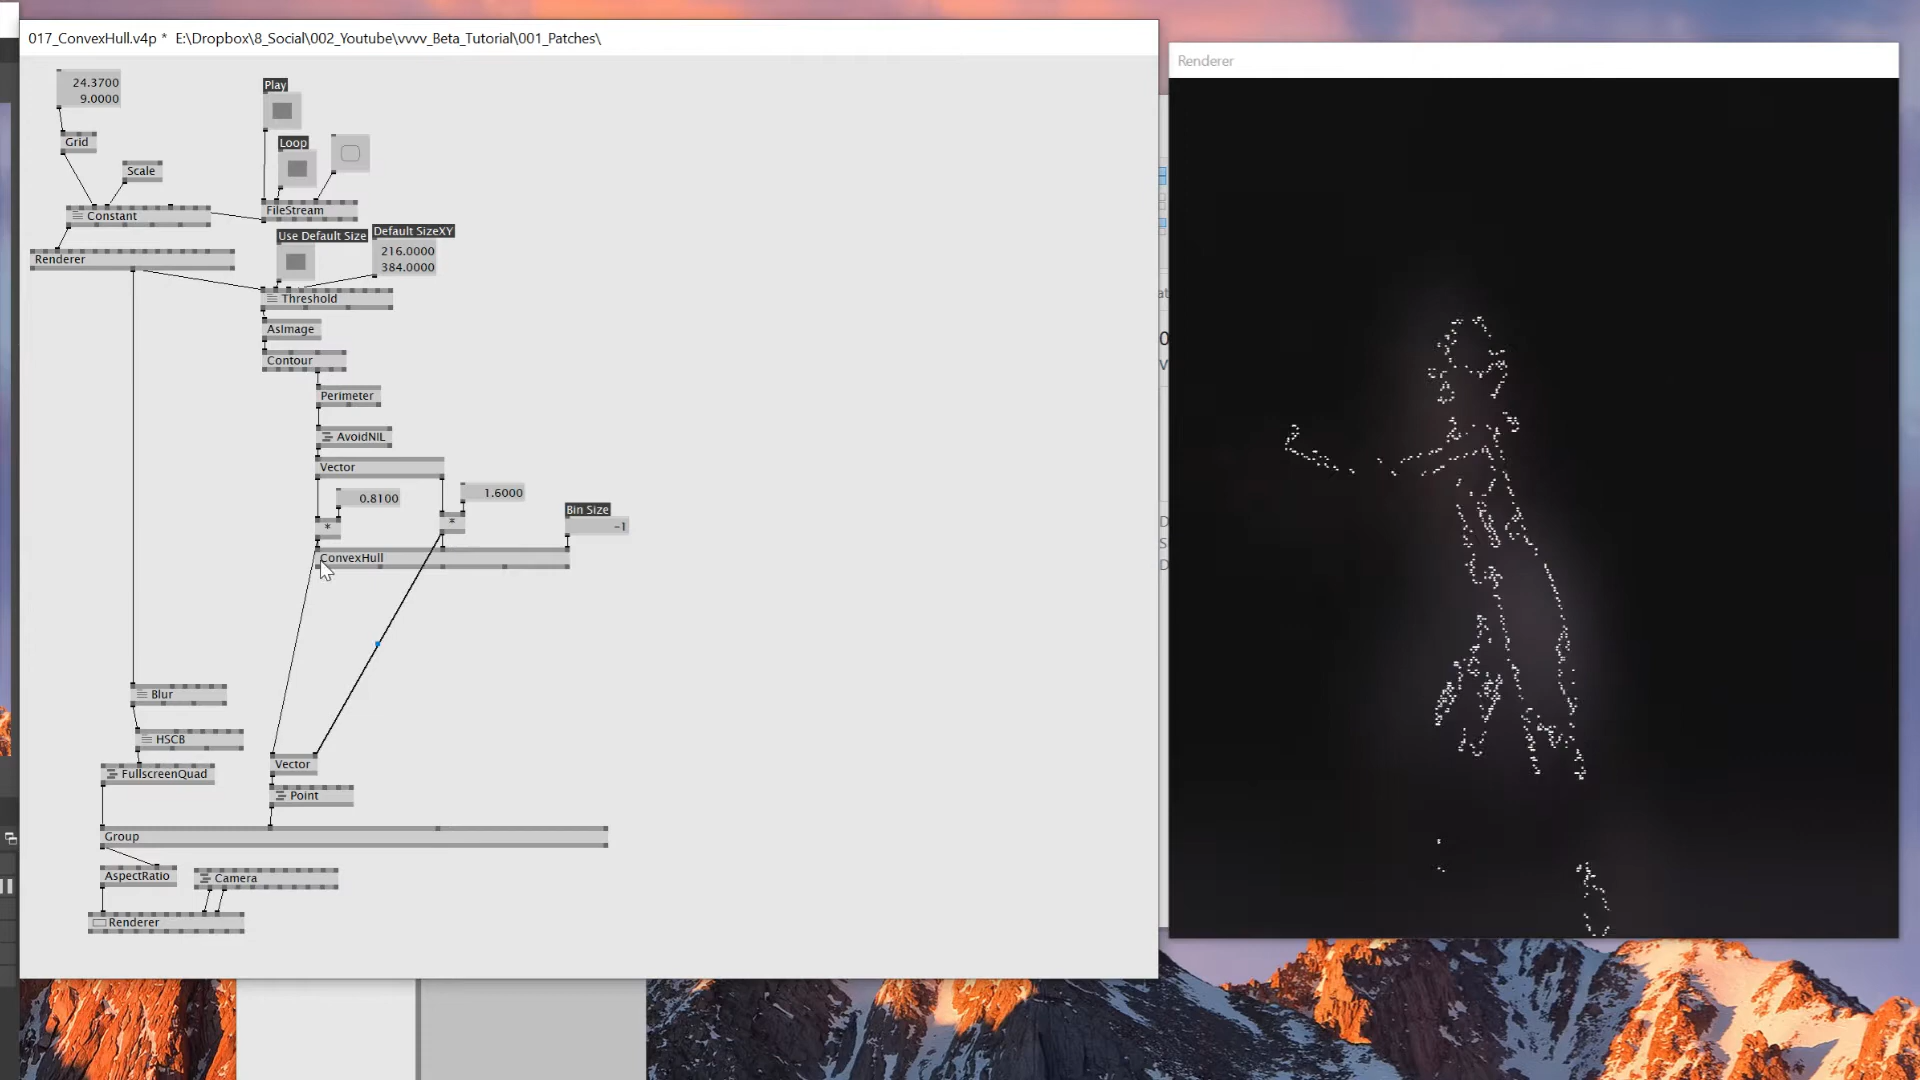 017_ConvexHull.v4p *  E:\Dropbox\8_Social\002_Youtube\vvvv_Beta_Tutorial\001_Patches\
Renderer
24.3700
9.0000
Play
Grid
Loop
Scale
Constant
FileStream
Use Default Size
Default SizeXY
216.0000
384.0000
Renderer
Threshold
AsImage
Contour
Perimeter
AvoidNIL
Vector
0.8100
1.6000
Bin Size
-1
*
*
ConvexHull
Blur
HSCB
Vector
FullscreenQuad
Point
Group
AspectRatio
Camera
Renderer